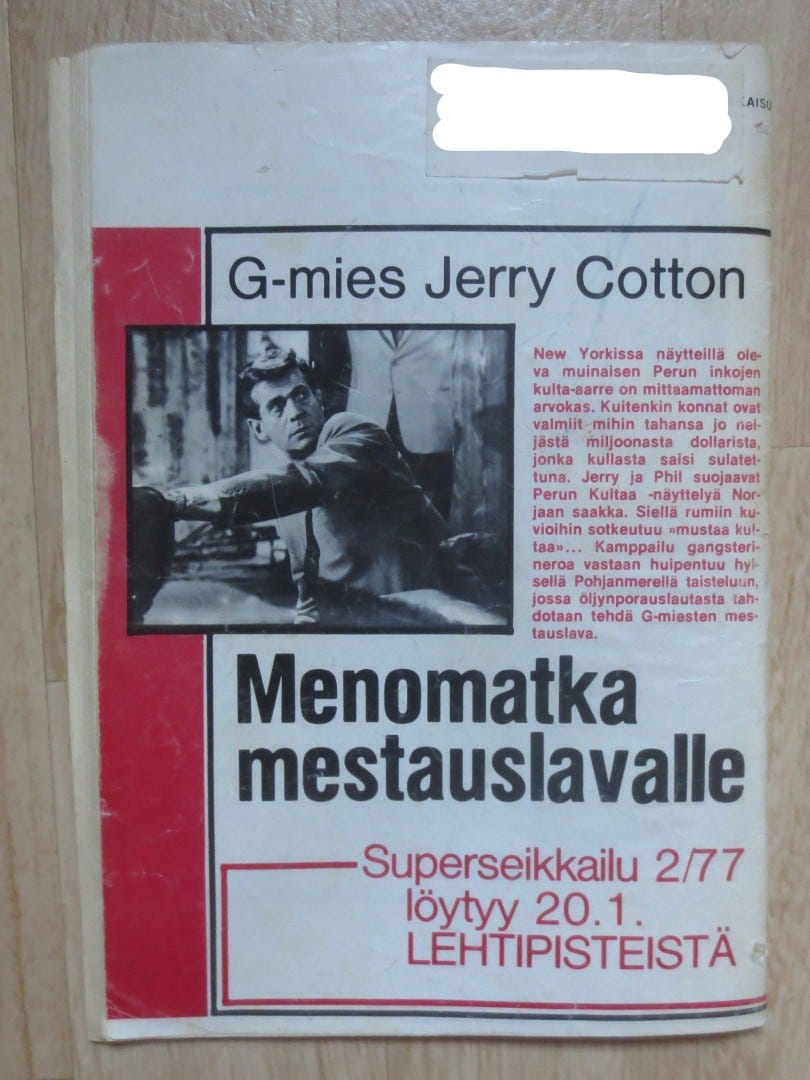 KAISU
G-mies Jerry Cotton
New Yorkissa näytteillä ole-
va muinaisen Perun inkojen
kulta-aarre on mittaamattoman
arvokas. Kuitenkin konnat ovat
valmiit mihin tahansa jo nel-
jästä miljoonasta dollarista,
jonka kullasta saisi sulatet-
tuna. Jerry ja Phil suojaavat
Perun Kultaa -näyttelyä Nor-
jaan saakka. Siellä rumiin ku-
vioihin sotkeutuu »mustaa kul-
taa»... Kamppailu gangsteri-
neroa vastaan huipentuu hyi-
sellä Pohjanmerellä taisteluun,
jossa öljynporauslautasta tah-
dotaan tehdä G-miesten mes-
tauslava.
Menomatka
mestauslavalle
Superseikkailu 2/77
löytyy 20.1.
LEHTIPISTEISTÄ